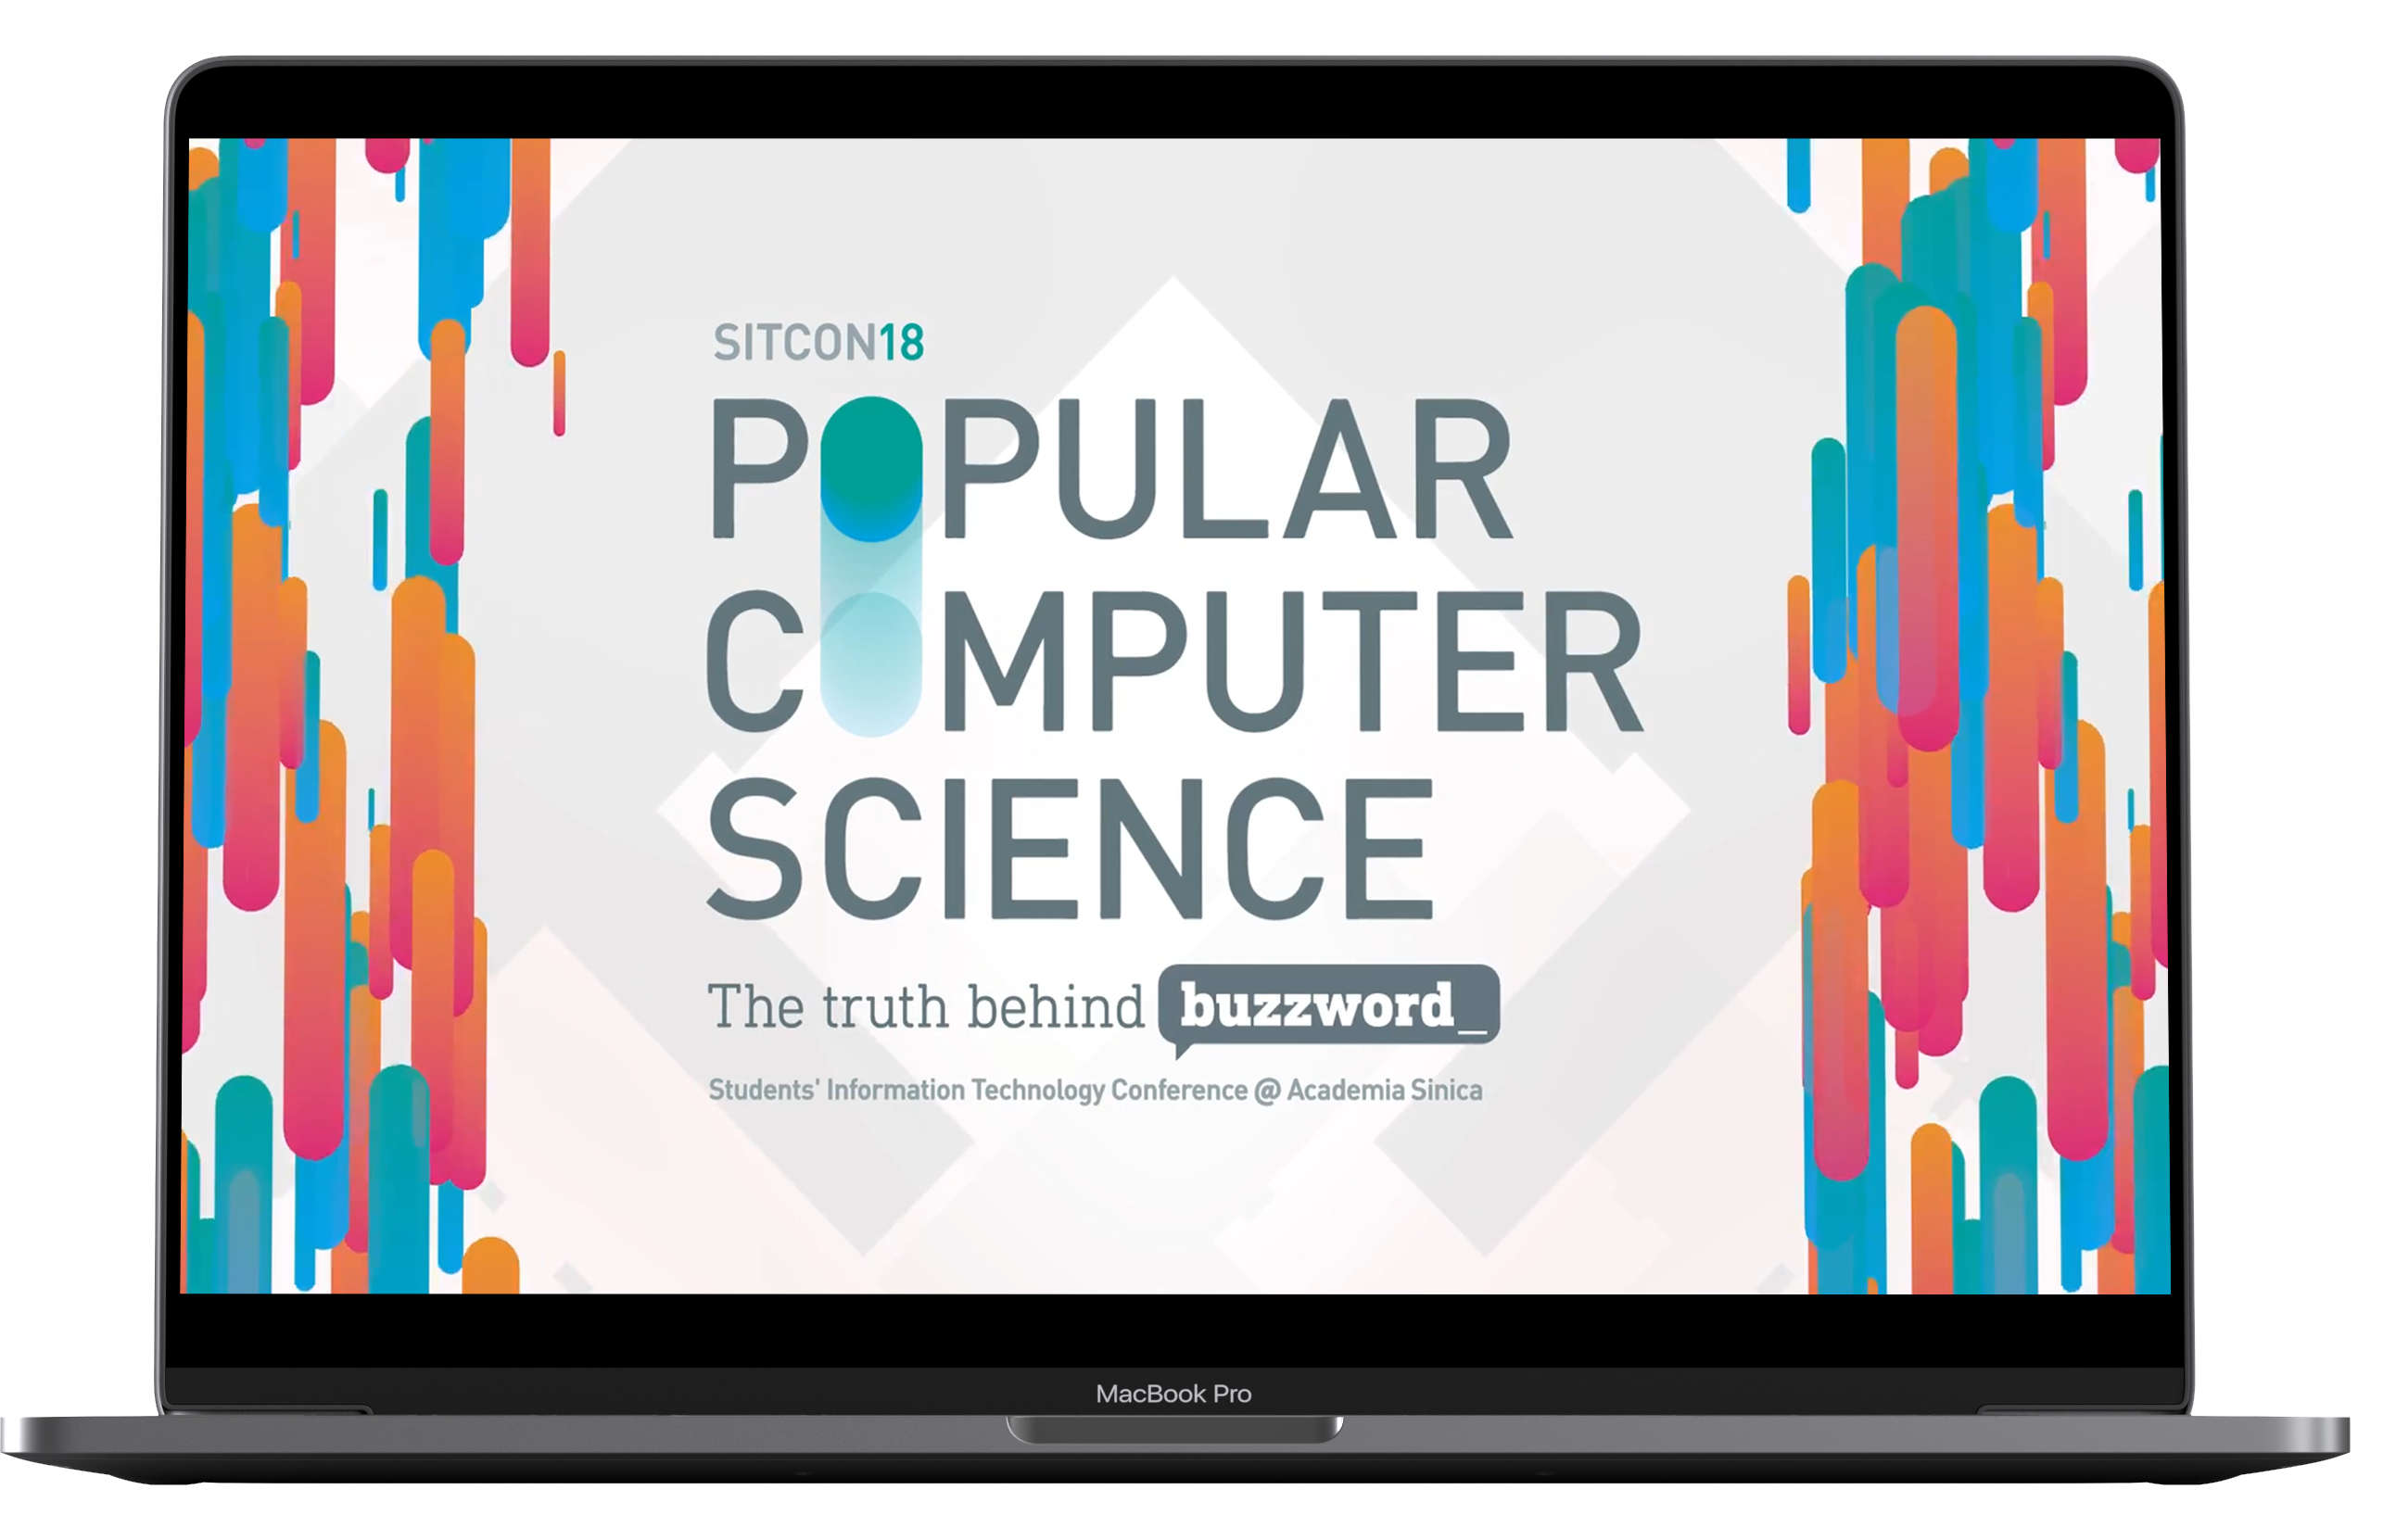 SITCON18
POPULAR
COMPUTER
SCIENCE
The truth behind buzzword_
Students' Information Technology Conference @ Academia Sinica
MacBook Pro